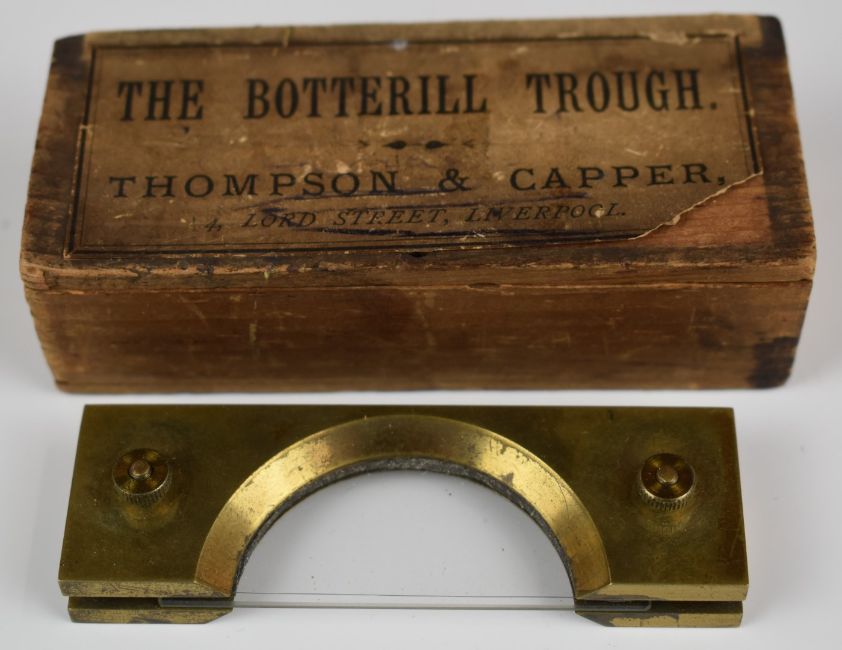 THE BOTTERILL TROUGH.
THOMPSON & CAPPER,
4, LORD STREET, LIVERPOOL.